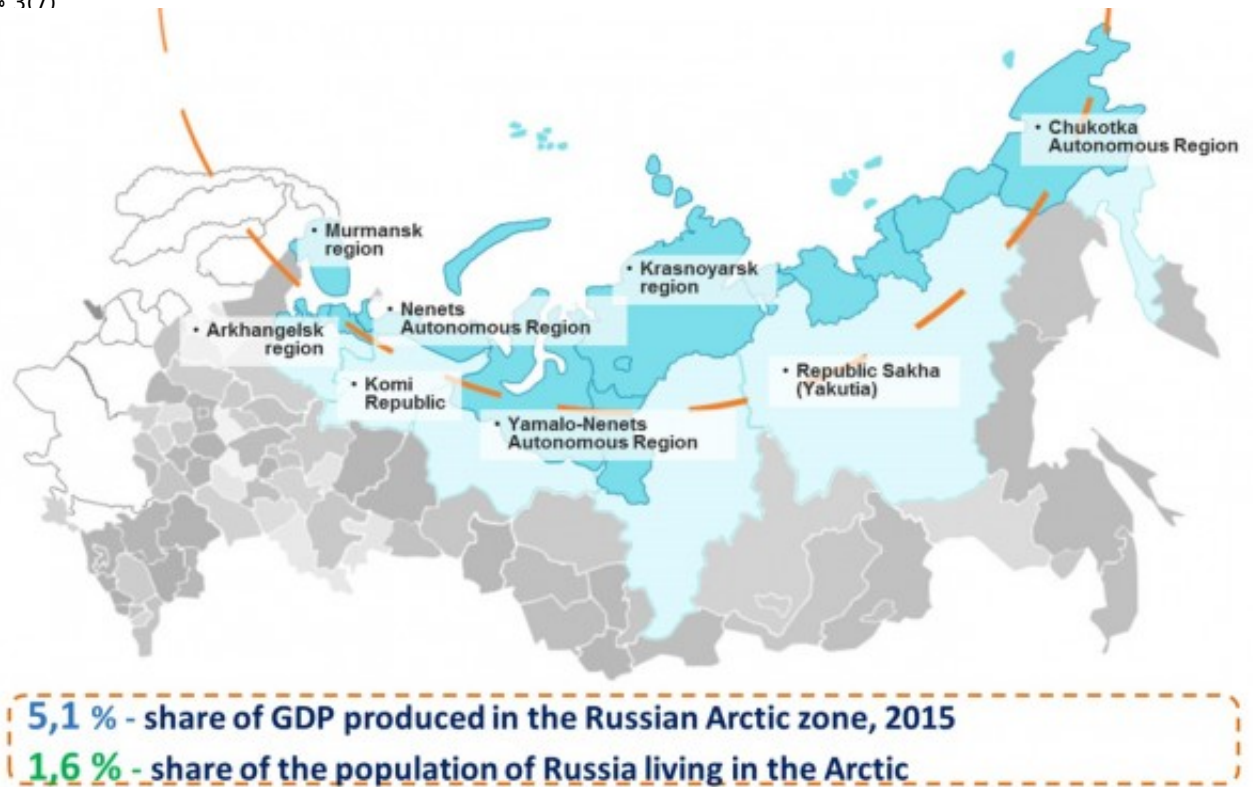 • Chukotka
Autonomous Region
• Murmansk
region
• Krasnoyarsk
region
• Nenets
Autonomous Region
• Arkhangelsk
region
• Republic Sakha
(Yakutia)
• Komi
Republic
• Yamalo-Nenets
Autonomous Region
5,1 % - share of GDP produced in the Russian Arctic zone, 2015
1,6 % - share of the population of Russia living in the Arctic